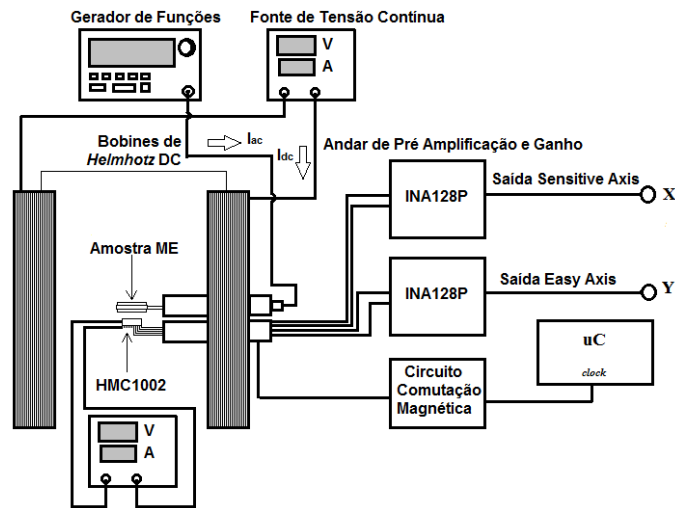 Gerador de Funções
Fonte de Tensão Contínua
V
A
Bobines de
Helmhotz DC
Iac
Idc
Andar de Pré Amplificação e Ganho
INA128P
Saída Sensitive Axis
X
Amostra ME
INA128P
Saída Easy Axis
Y
uC
clock
HMC1002
Circuito
Comutação
Magnética
V
A